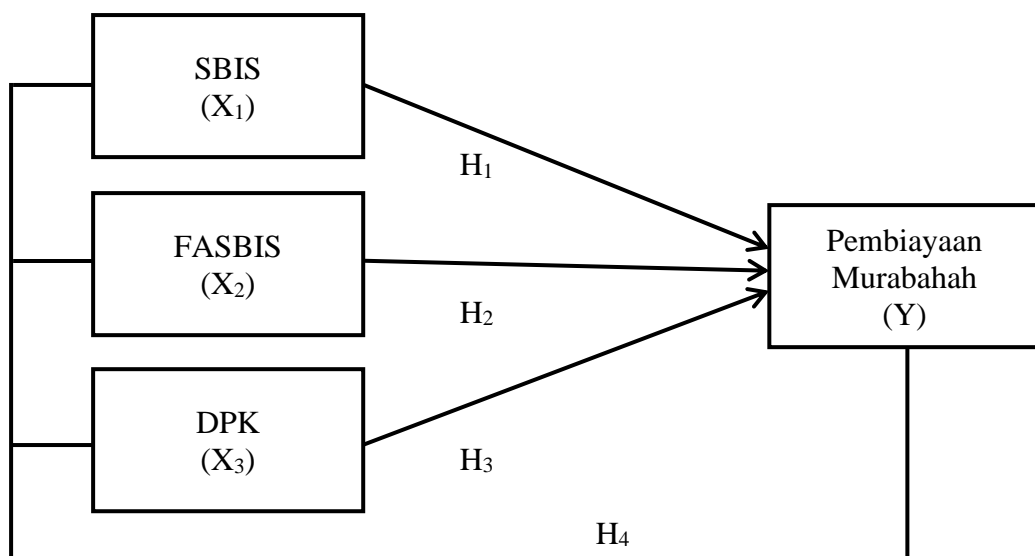 SBIS
(X₁)
H₁
FASBIS
(X₂)
H₂
Pembiayaan
Murabahah
(Y)
DPK
(X₃)
H₃
H₄